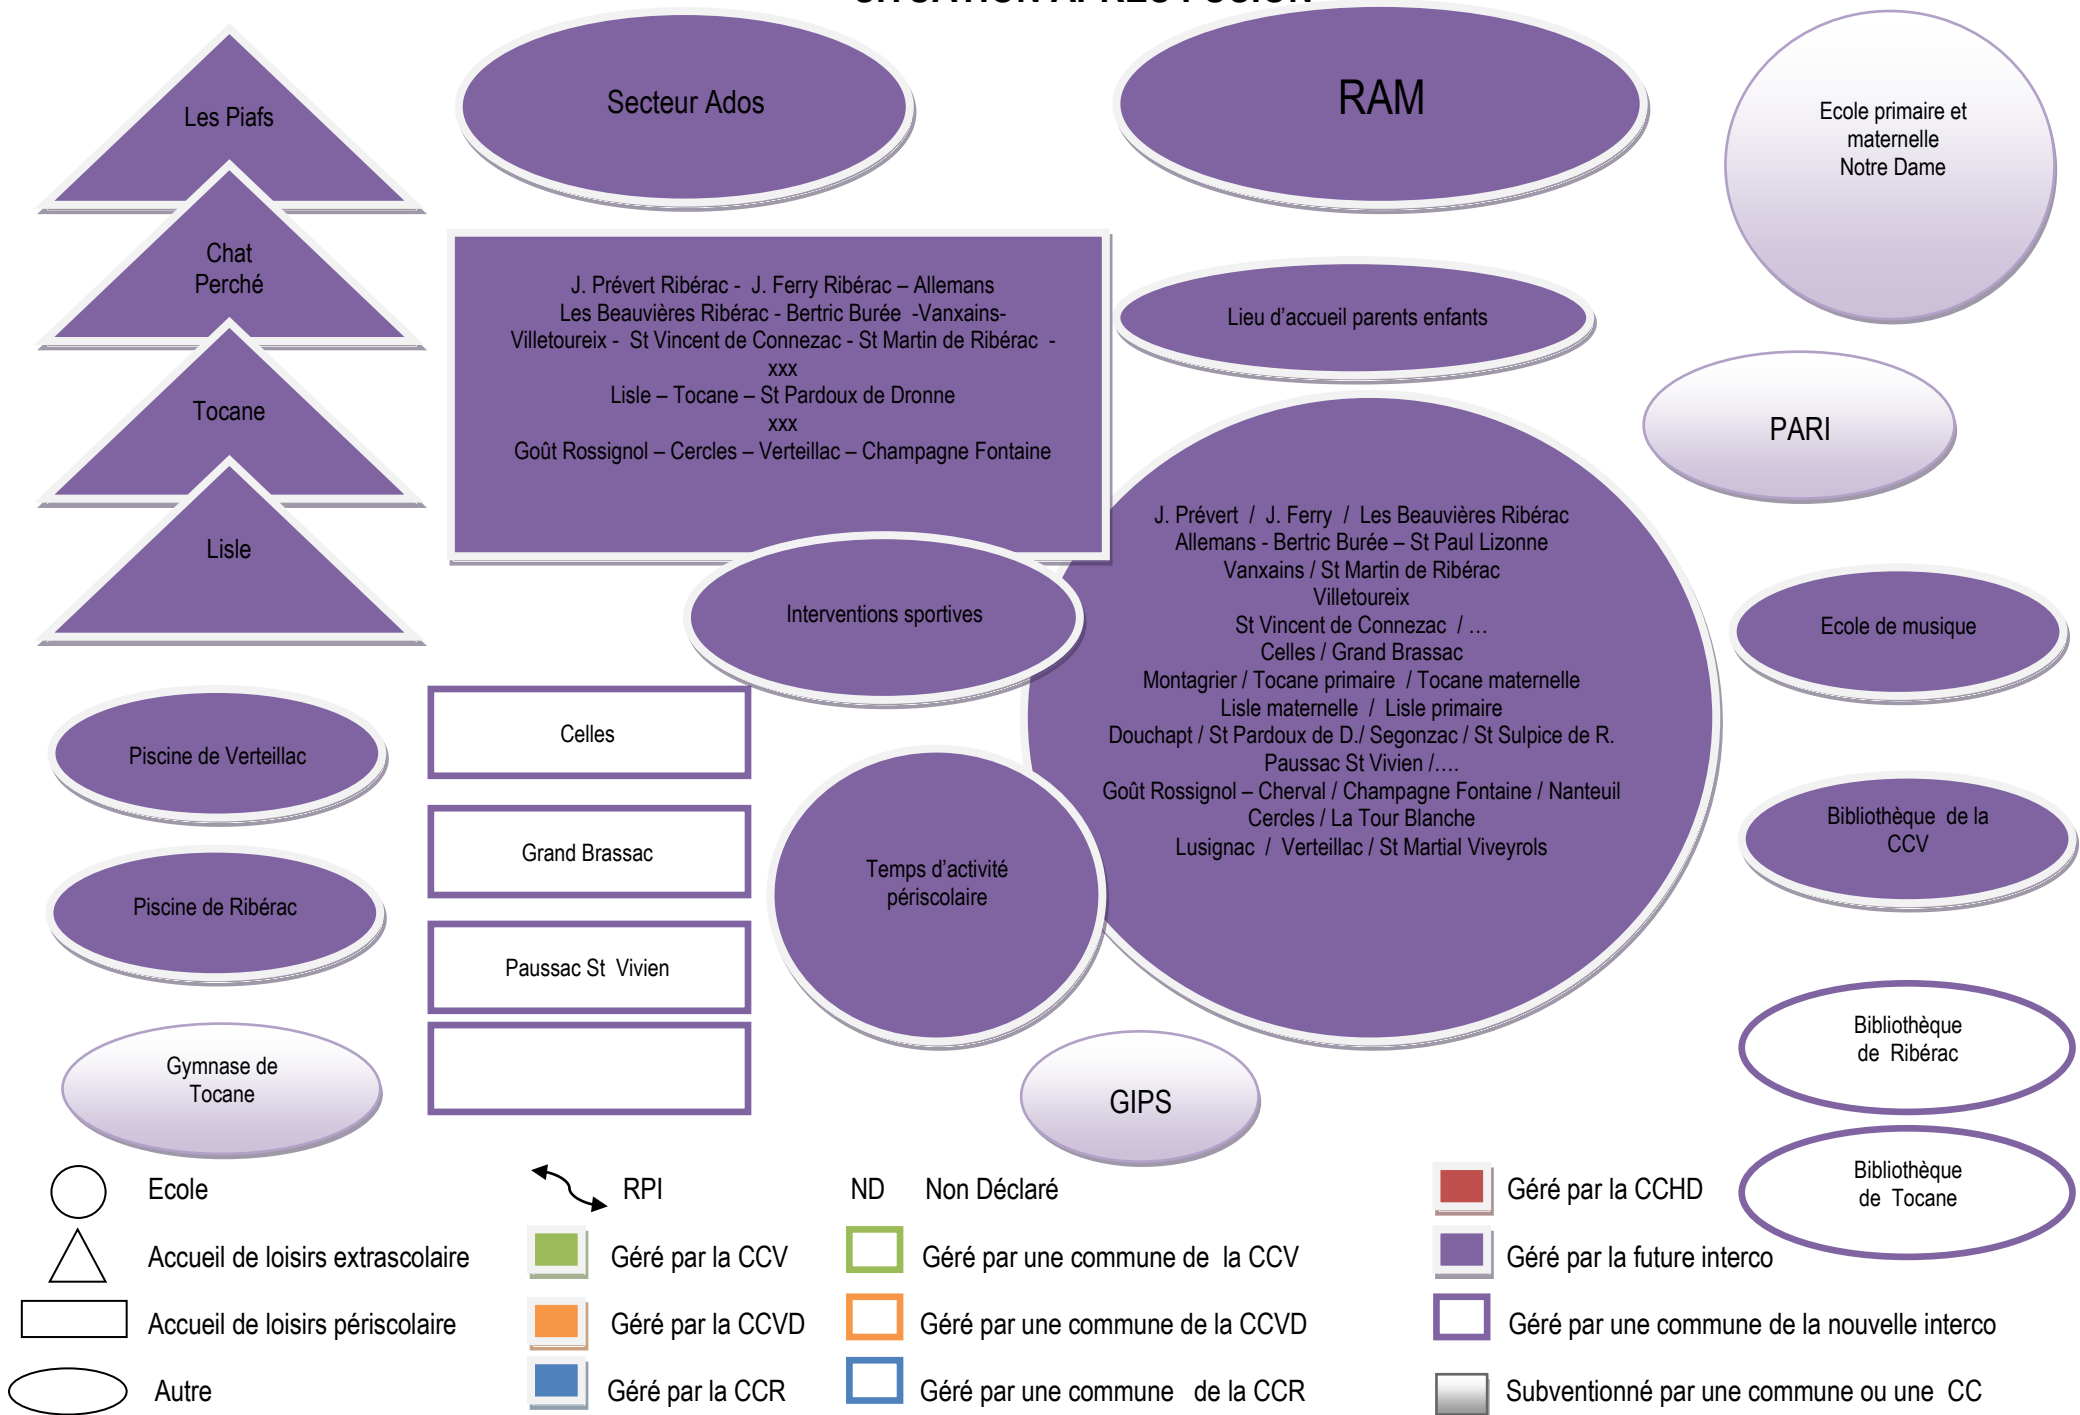 SITUATION APRES FUSION
Les Piafs
Secteur Ados
RAM
Ecole primaire et
maternelle
Notre Dame
Chat
Perché
J. Prévert Ribérac - J. Ferry Ribérac – Allemans
Les Beauvières Ribérac - Bertric Burée -Vanxains-
Villetoureix - St Vincent de Connezac - St Martin de Ribérac -
xxx
Lisle – Tocane – St Pardoux de Dronne
xxx
Goût Rossignol – Cercles – Verteillac – Champagne Fontaine
Lieu d'accueil parents enfants
PARI
Tocane
Lisle
J. Prévert / J. Ferry / Les Beauvières Ribérac
Allemans - Bertric Burée – St Paul Lizonne
Vanxains / St Martin de Ribérac
Villetoureix
St Vincent de Connezac / …
Celles / Grand Brassac
Montagrier / Tocane primaire / Tocane maternelle
Lisle maternelle / Lisle primaire
Douchapt / St Pardoux de D./ Segonzac / St Sulpice de R.
Paussac St Vivien /….
Goût Rossignol – Cherval / Champagne Fontaine / Nanteuil
Cercles / La Tour Blanche
Lusignac / Verteillac / St Martial Viveyrols
Interventions sportives
Ecole de musique
Piscine de Verteillac
Celles
Bibliothèque de la
CCV
Grand Brassac
Temps d'activité
périscolaire
Piscine de Ribérac
Paussac St Vivien
Bibliothèque
de Ribérac
Gymnase de
Tocane
GIPS
Bibliothèque
de Tocane
Ecole
RPI
ND Non Déclaré
Géré par la CCHD
Accueil de loisirs extrascolaire
Géré par la CCV
Géré par une commune de la CCV
Géré par la future interco
Accueil de loisirs périscolaire
Géré par la CCVD
Géré par une commune de la CCVD
Géré par une commune de la nouvelle interco
Autre
Géré par la CCR
Géré par une commune de la CCR
Subventionné par une commune ou une CC